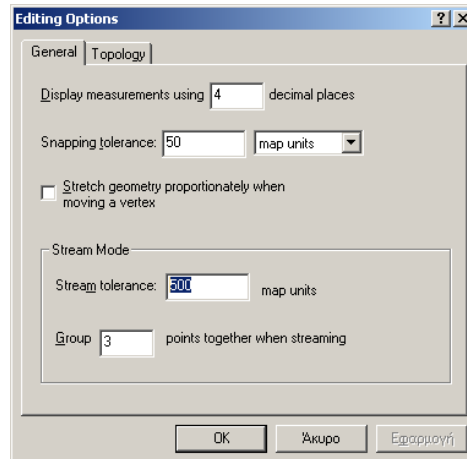 Editing Options
General Topology
Display measurements using 4 decimal places
Snapping tolerance: 50 map units
Stretch geometry proportionately when
moving a vertex
Stream Mode
Stream tolerance: 500 map units
Group 3 points together when streaming
OK Άκυρο Εφαρμογή